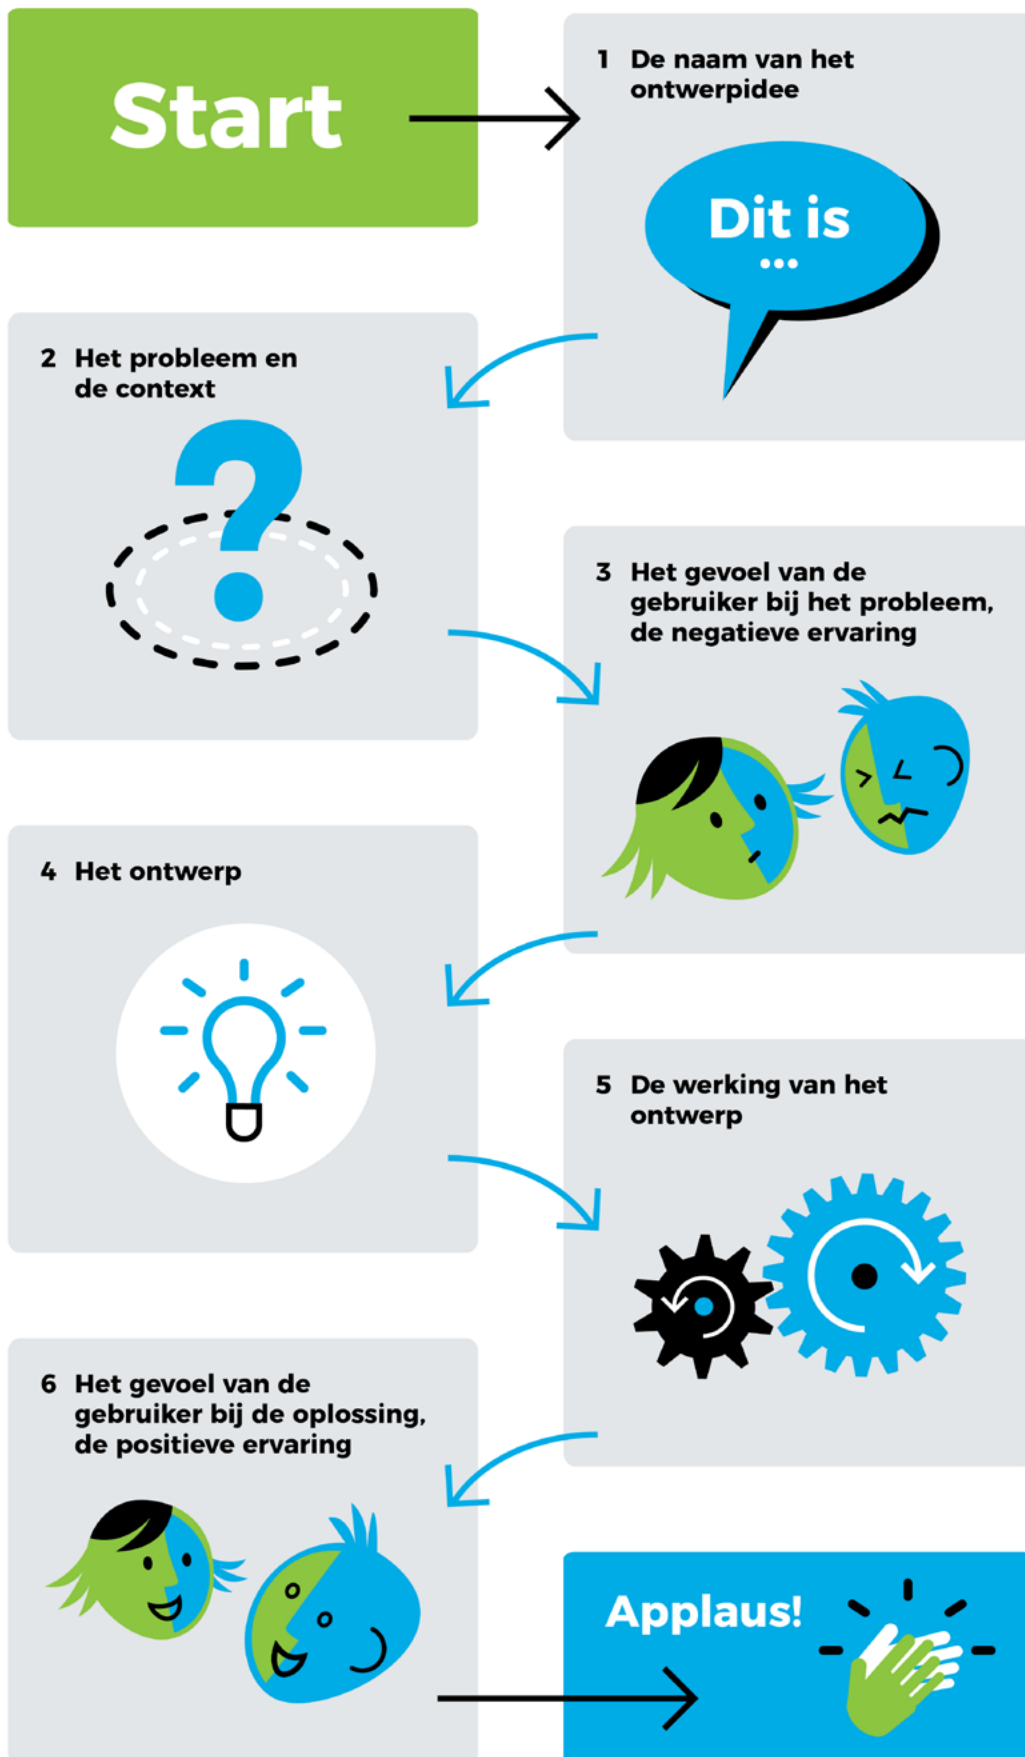 Start
1 De naam van het
ontwerpidee
Dit is
...
2 Het probleem en
de context
?
3 Het gevoel van de
gebruiker bij het probleem,
de negatieve ervaring
4 Het ontwerp
5 De werking van het
ontwerp
6 Het gevoel van de
gebruiker bij de oplossing,
de positieve ervaring
Applaus!